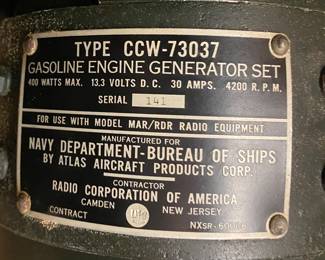 TYPE CCW-73037
GASOLINE ENGINE GENERATOR SET
400 WATTS MAX. 13.3 VOLTS D.C. 30 AMPS. 4200 R.P.M.
SERIAL 141
FOR USE WITH MODEL MAR/RDR RADIO EQUIPMENT
MANUFACTURED FOR
NAVY DEPARTMENT-BUREAU OF SHIPS
BY ATLAS AIRCRAFT PRODUCTS CORP.
CONTRACTOR
RADIO CORPORATION OF AMERICA
CAMDEN NEW JERSEY
CONTRACT